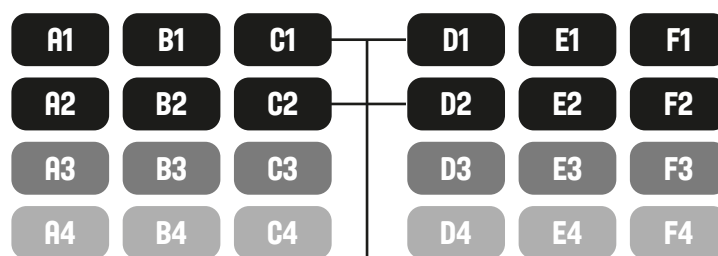 A1 B1 C1 D1 E1 F1
A2 B2 C2 D2 E2 F2
A3 B3 C3 D3 E3 F3
A4 B4 C4 D4 E4 F4